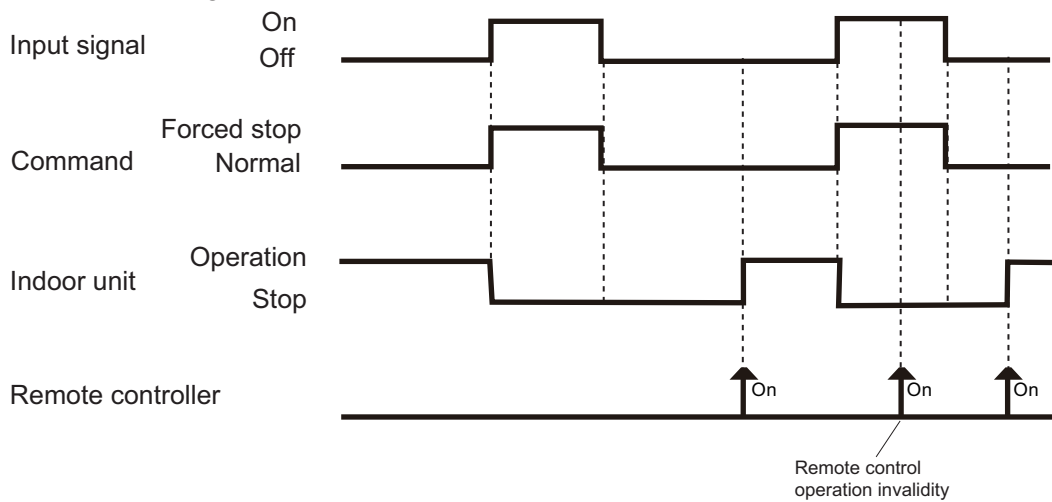 On
Input signal
Off
Forced stop
Command
Normal
Operation
Indoor unit
Stop
On
On
On
Remote controller
Remote control
operation invalidity